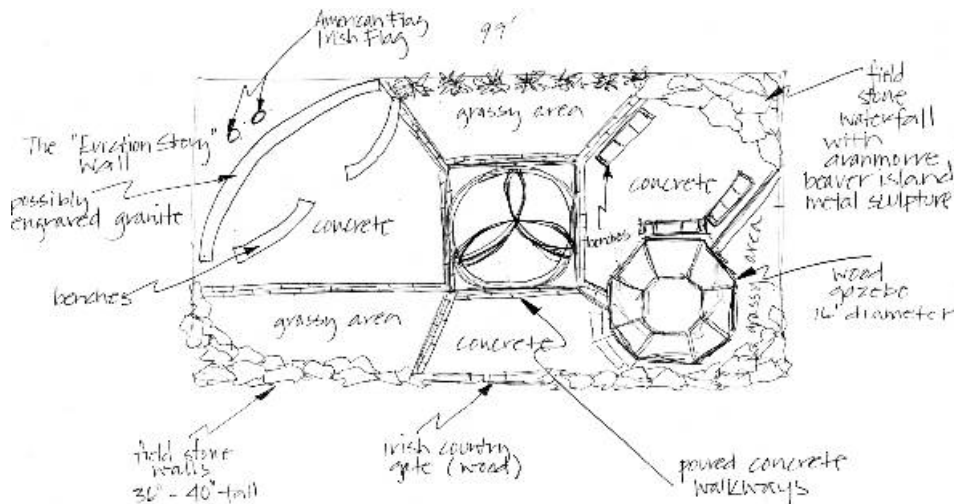 American Flag
Irish Flag
99'
The "Eviction Story"
Wall
possibly
engraved granite
benches
concrete
grassy area
grassy area
concrete
benches
concrete
grassy area
field
stone
waterfall
with
aranmorre
beaver island
metal sculpture
wood
gazebo
16' diameter
field stone
walls
36" - 40" tall
irish country
gate (wood)
poured concrete
walkways